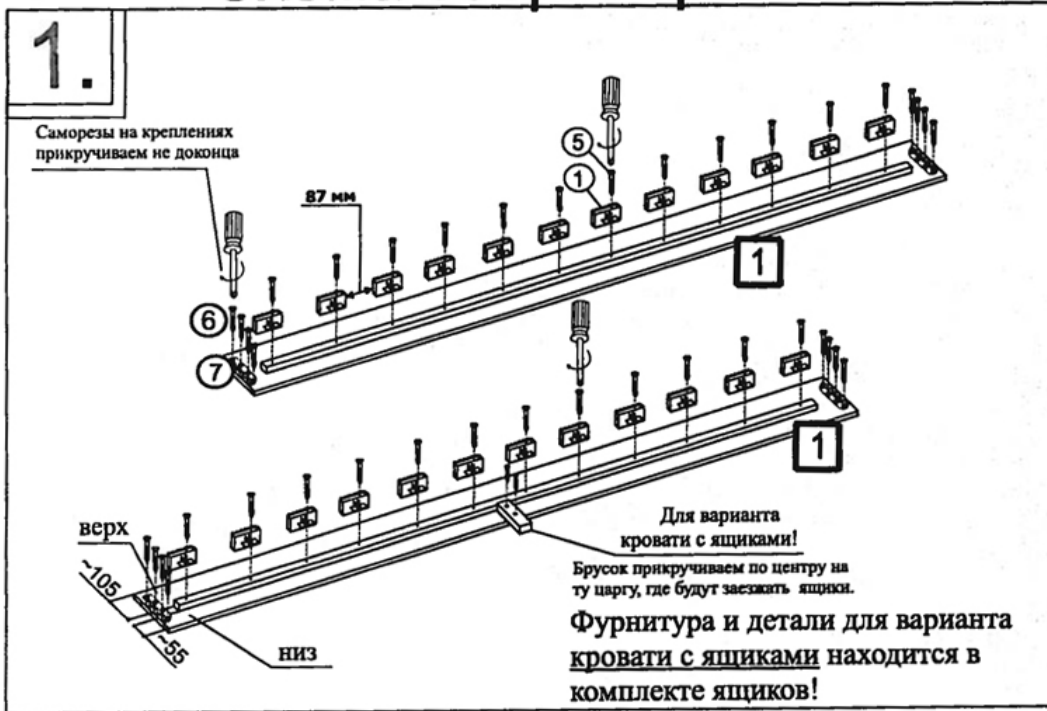 1.
Саморезы на креплениях
прикручиваем не доконца
87 мм
5
1
6
7
1
1
верх
~105
~55
низ
Для варианта
кровати с ящиками!
Брусок прикручиваем по центру на
ту царгу, где будут заезжать ящики.
Фурнитура и детали для варианта
кровати с ящиками находится в
комплекте ящиков!